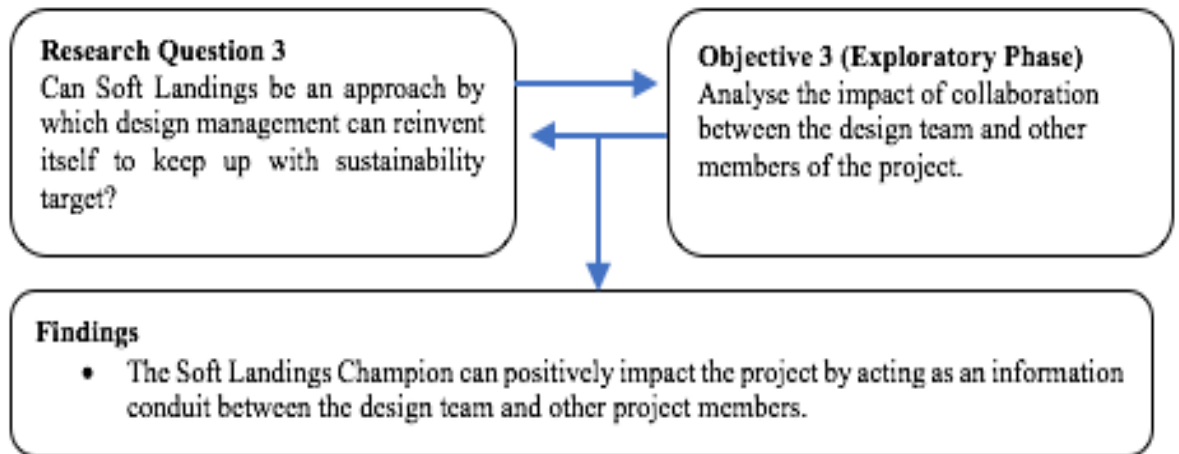 Research Question 3
Can Soft Landings be an approach by
which design management can reinvent
itself to keep up with sustainability
target?
Objective 3 (Exploratory Phase)
Analyse the impact of collaboration
between the design team and other
members of the project.
Findings
• The Soft Landings Champion can positively impact the project by acting as an information
conduit between the design team and other project members.